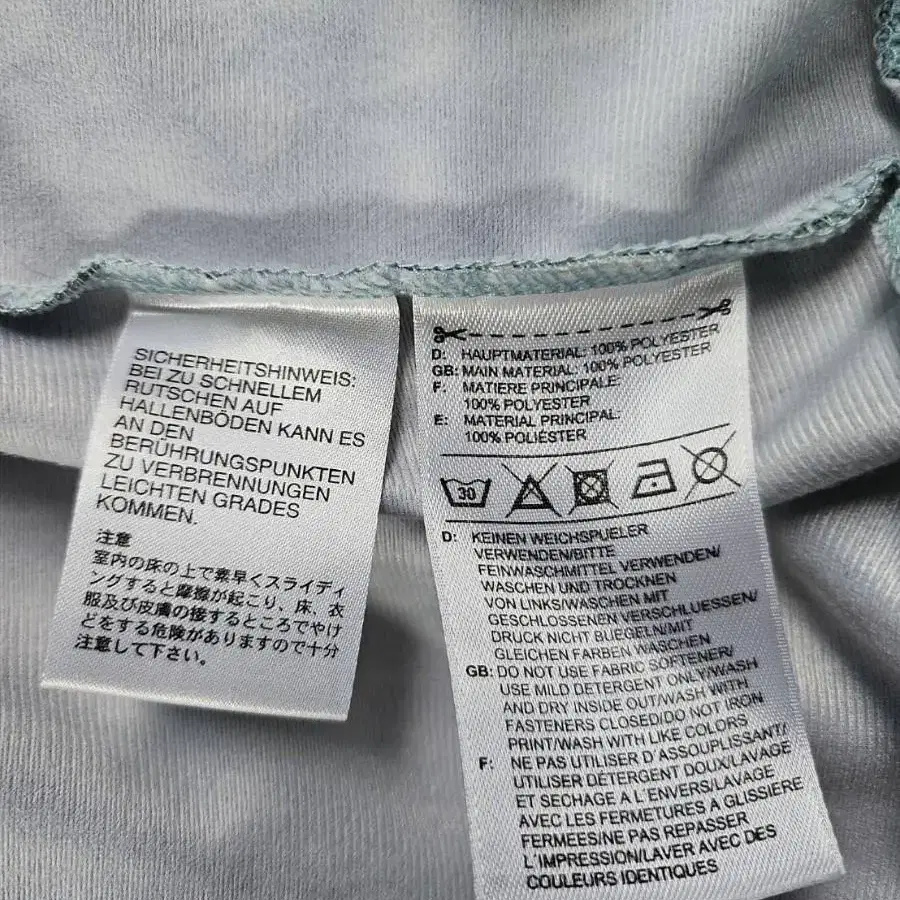 SICHERHEITSHINWEIS:
BEI ZU SCHNELLEM
RUTSCHEN AUF
HALLENBÖDEN KANN ES
AN DEN
BERÜHRUNGSPUNKTEN
ZU VERBRENNUNGEN
LEICHTEN GRADES
KOMMEN.
注意
室内の床の上で素早くスライディ
ングすると摩擦が起こり、床、衣
服及び皮膚の接するところでやけ
どをする危険がありますので十分
注意して下さい。
D: HAUPTMATERIAL: 100% POLYESTER
GB: MAIN MATERIAL: 100% POLYESTER
F: MATIERE PRINCIPALE:
100% POLYESTER
E: MATERIAL PRINCIPAL:
100% POLIÉSTER
30
D: KEINEN WEICHSPUELER
VERWENDEN/BITTE
FEINWASCHMITTEL VERWENDEN/
WASCHEN UND TROCKNEN
VON LINKS/WASCHEN MIT
GESCHLOSSENEN VERSCHLUESSEN/
DRUCK NICHT BUEGELN/MIT
GLEICHEN FARBEN WASCHEN
GB: DO NOT USE FABRIC SOFTENER/
USE MILD DETERGENT ONLY/WASH
AND DRY INSIDE OUT/WASH WITH
FASTENERS CLOSED/DO NOT IRON
PRINT/WASH WITH LIKE COLORS
F: NE PAS UTILISER D'ASSOUPLISSANT/
UTILISER DETERGENT DOUX/LAVAGE
ET SECHAGE A L'ENVERS/LAVAGE
AVEC LES FERMETURES A GLISSIERE
FERMEES/NE PAS REPASSER
L'IMPRESSION/LAVER AVEC DES
COULEURS IDENTIQUES